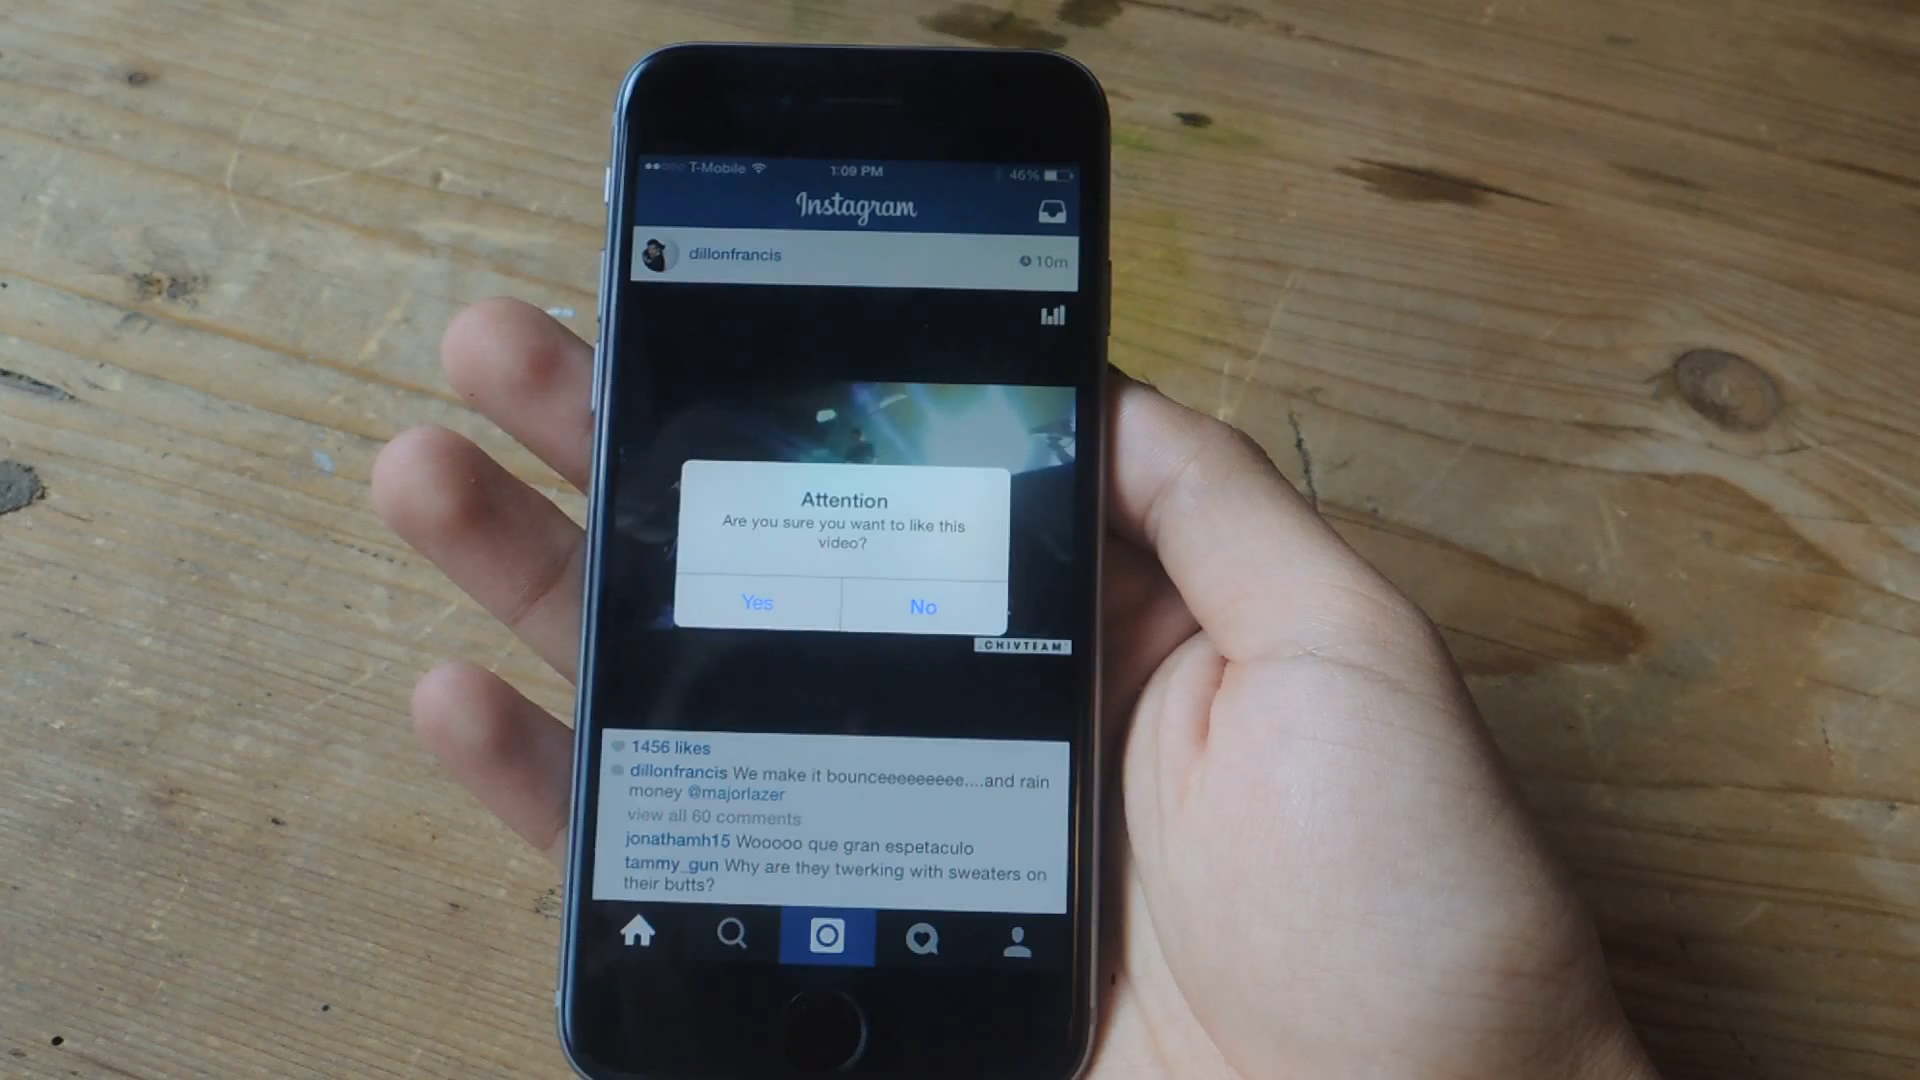 T-Mobile 1:09 PM 46%
Instagram
dillonfrancis 10m
Attention
Are you sure you want to like this
video?
Yes No
CHIVTEAM
1456 likes
dillonfrancis We make it bounceeeeeeeee....and rain
money @majorlazer
view all 60 comments
jonathamh15 Wooooo que gran espetaculo
tammy_gun Why are they twerking with sweaters on
their butts?